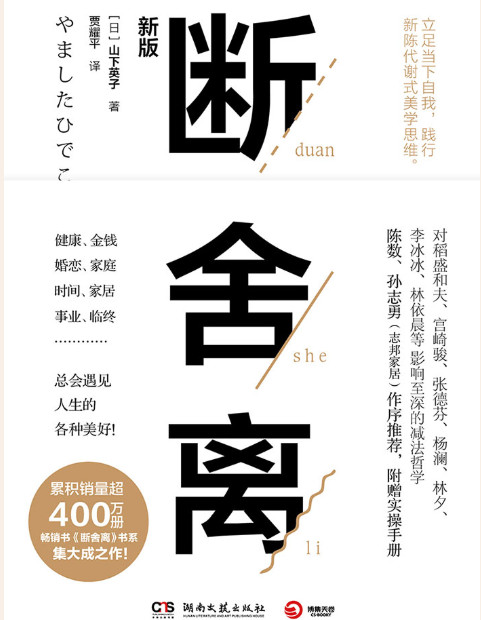 新版
[日]山下英子 著
贾耀平 译
やましたひでこ
断
duan
立足当下自我，践行
新陈代谢式美学思维。
健康、金钱
婚恋、家庭
时间、家居
事业、临终
…………
总会遇见
人生的
各种美好!
舍
she
离
li
对稻盛和夫、宫崎骏、张德芬、杨澜、林夕、
李冰冰、林依晨等影响至深的减法哲学
陈数、孙志勇(志邦家居)作序推荐，附赠实操手册
累积销量超
400万册
畅销书《断舍离》书系
集大成之作!
湖南文艺出版社
HUNAN LITERATURE AND ART PUBLISHING HOUSE
博集天卷
CS-BOOKY